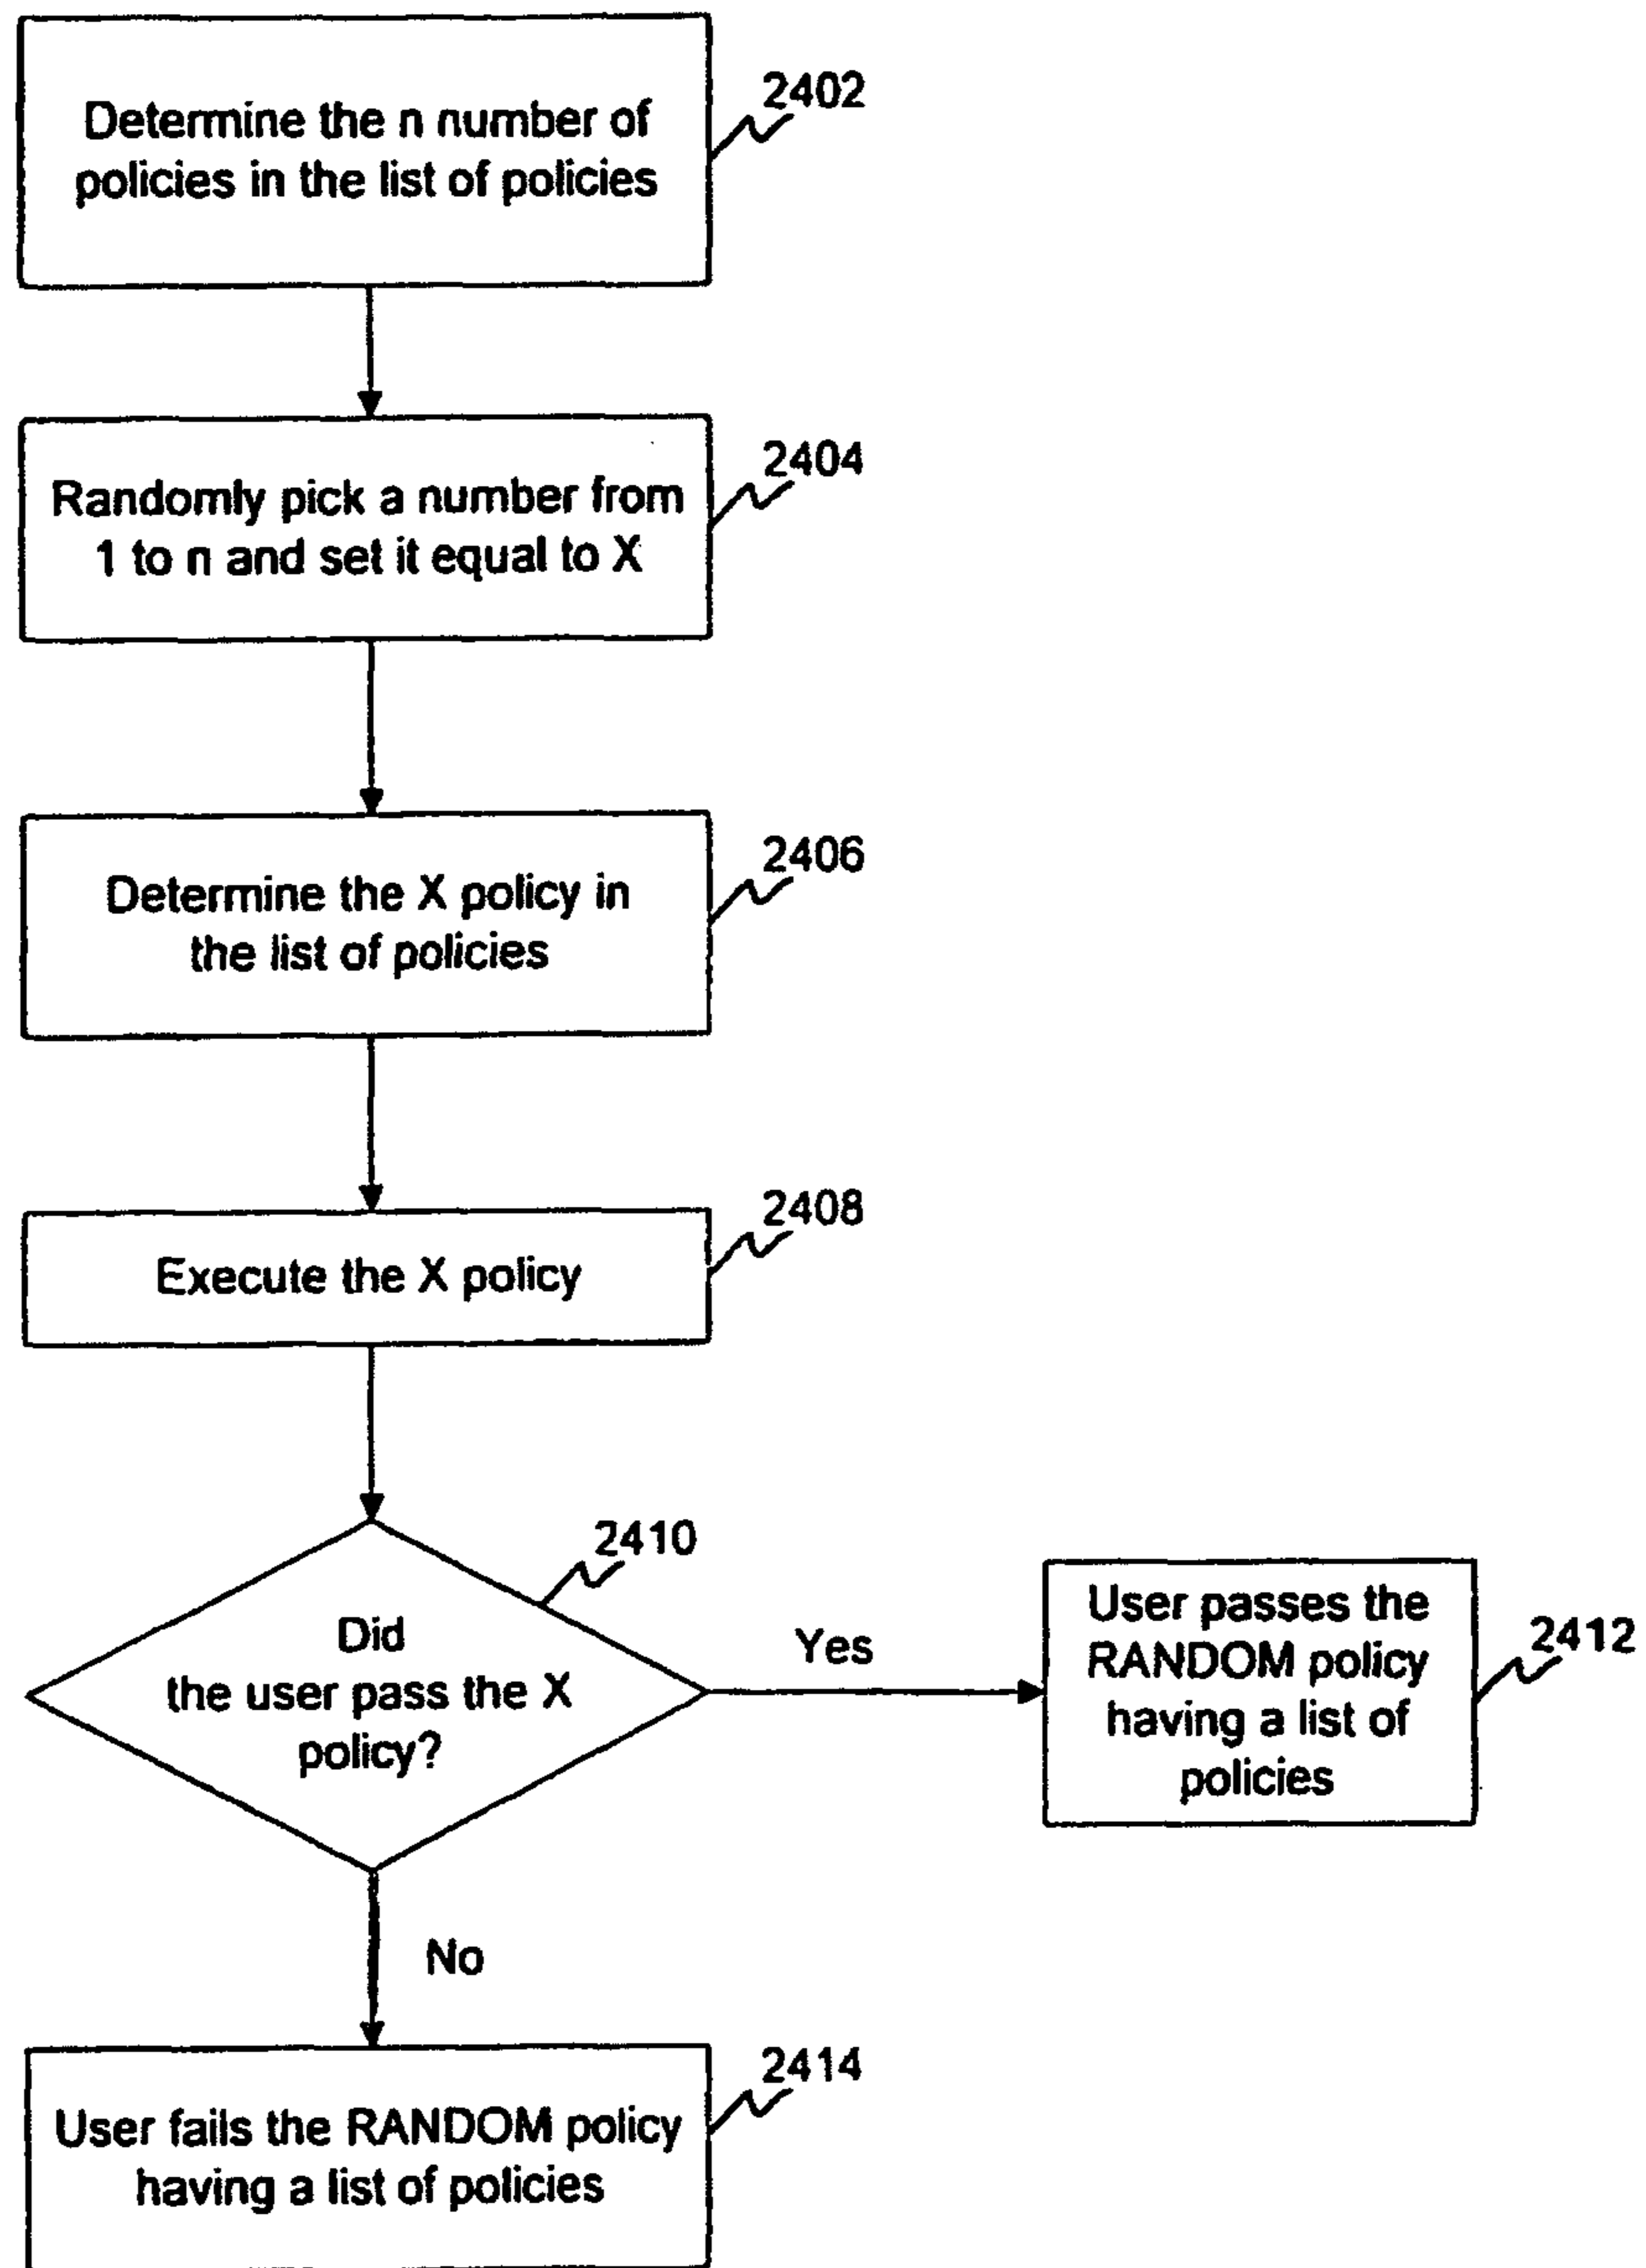 2402
Determine the n number of
policies in the list of policies
2404
Randomly pick a number from
1 to n and set it equal to X
2406
Determine the X policy in
the list of policies
2408
Execute the X policy
2410
Did
the user pass the X
policy?
Yes
User passes the
RANDOM policy
having a list of
policies
2412
No
2414
User fails the RANDOM policy
having a list of policies